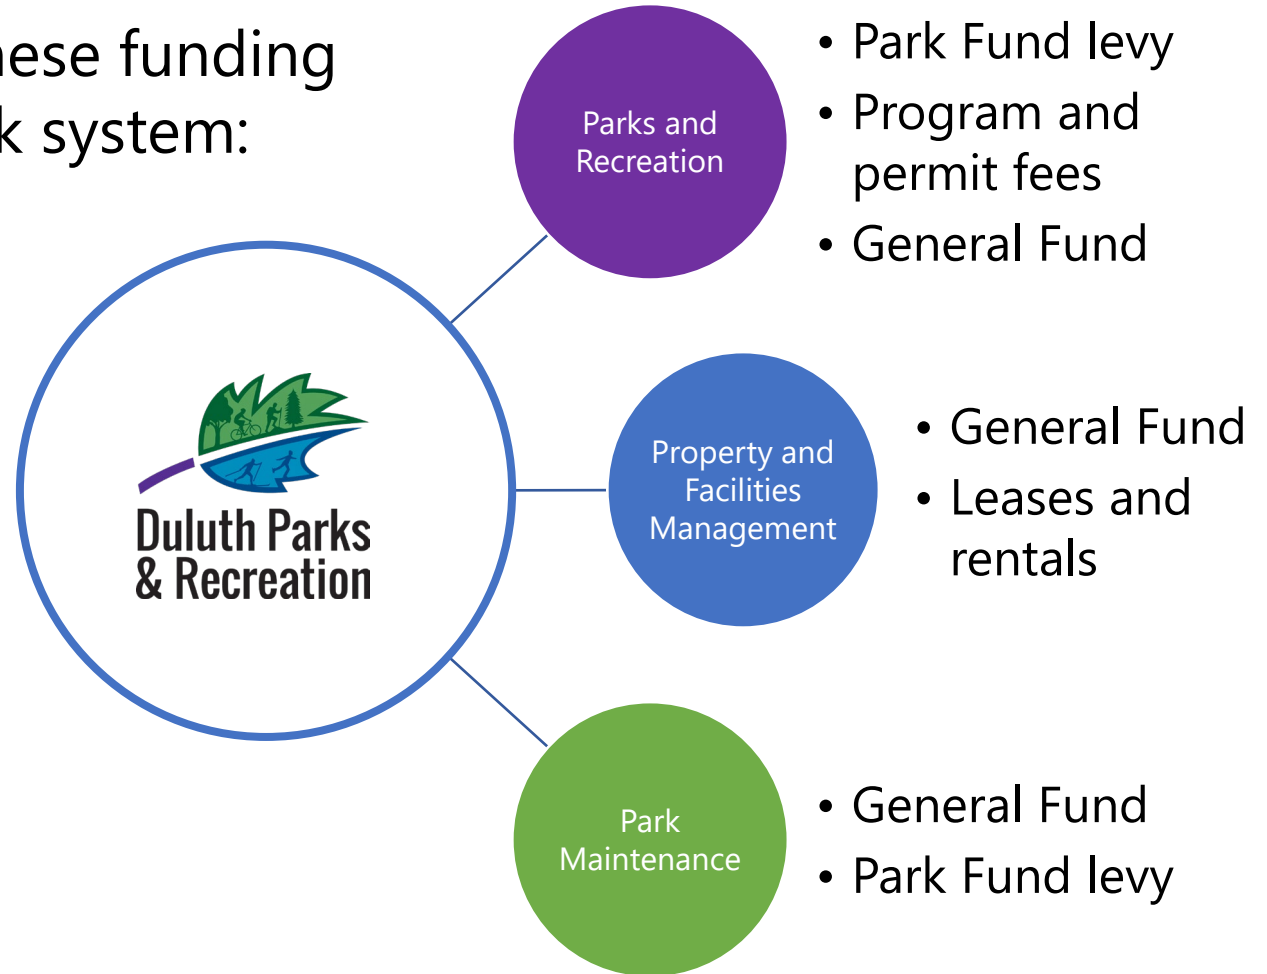 hese funding
k system:
Parks and
Recreation
• Park Fund levy
• Program and
permit fees
• General Fund
Duluth Parks
& Recreation
Property and
Facilities
Management
• General Fund
• Leases and
rentals
Park
Maintenance
• General Fund
• Park Fund levy